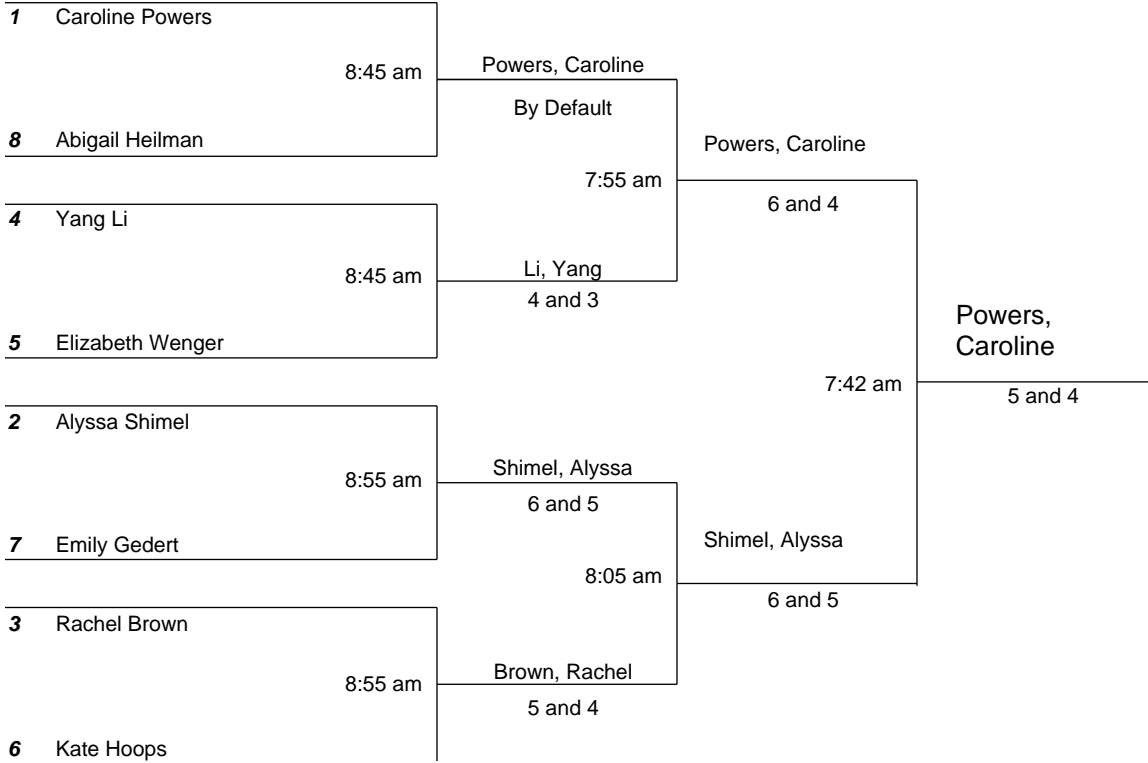 1 Caroline Powers
8:45 am
Powers, Caroline
By Default
8 Abigail Heilman
Powers, Caroline
7:55 am
6 and 4
4 Yang Li
8:45 am
Li, Yang
4 and 3
5 Elizabeth Wenger
Powers,
Caroline
7:42 am
5 and 4
2 Alyssa Shimel
8:55 am
Shimel, Alyssa
6 and 5
7 Emily Gedert
Shimel, Alyssa
8:05 am
6 and 5
3 Rachel Brown
8:55 am
Brown, Rachel
5 and 4
6 Kate Hoops